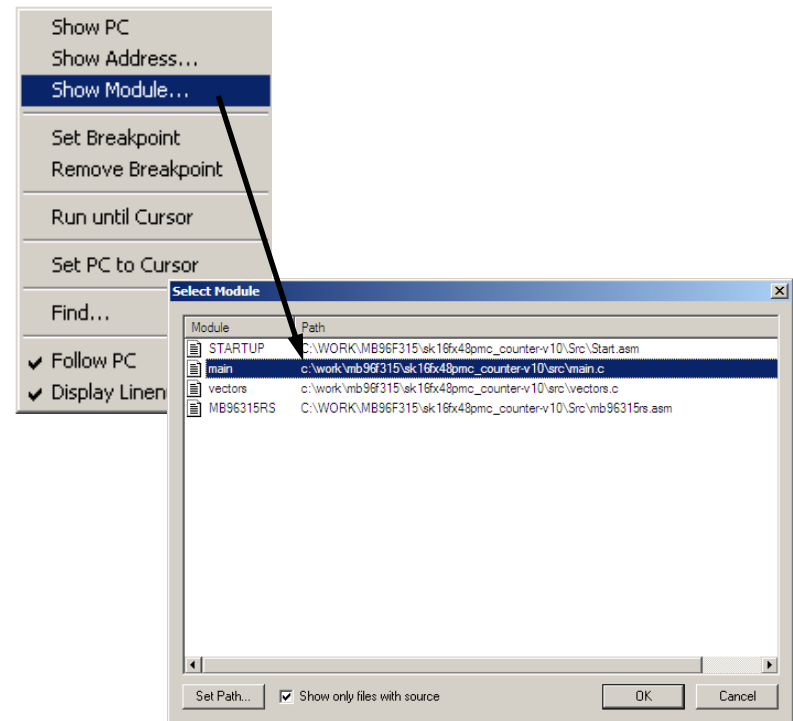 Show PC
Show Address...
Show Module...
Set Breakpoint
Remove Breakpoint
Run until Cursor
Set PC to Cursor
Find...
Follow PC
Display Linen
Select Module
Module Path
STARTUP C:\WORK\MB96F315\sk16fx48pmc_counter-v10\Src\Start.asm
main c:\work\mb96f315\sk16fx48pmc_counter-v10\src\main.c
vectors c:\work\mb96f315\sk16fx48pmc_counter-v10\src\vectors.c
MB96315RS C:\WORK\MB96F315\sk16fx48pmc_counter-v10\Src\mb96315rs.asm
Set Path... Show only files with source OK Cancel